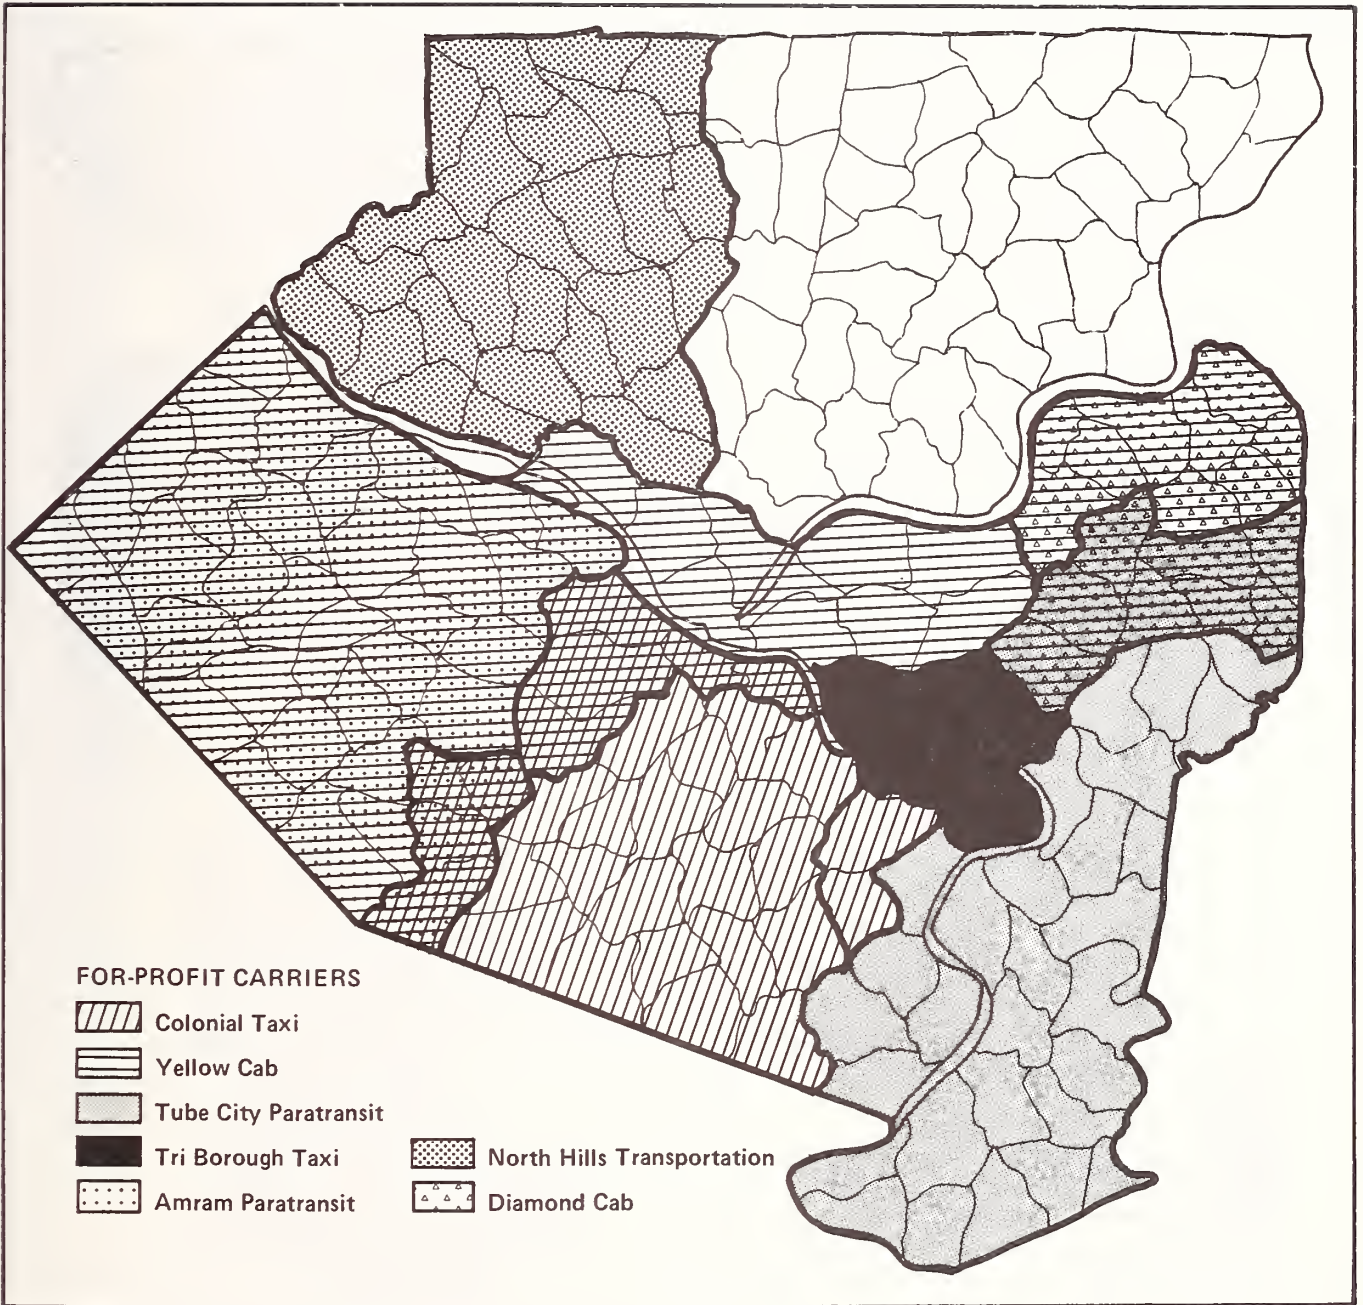 FOR-PROFIT CARRIERS
Colonial Taxi
Yellow Cab
Tube City Paratransit
Tri Borough Taxi
Amram Paratransit
North Hills Transportation
Diamond Cab